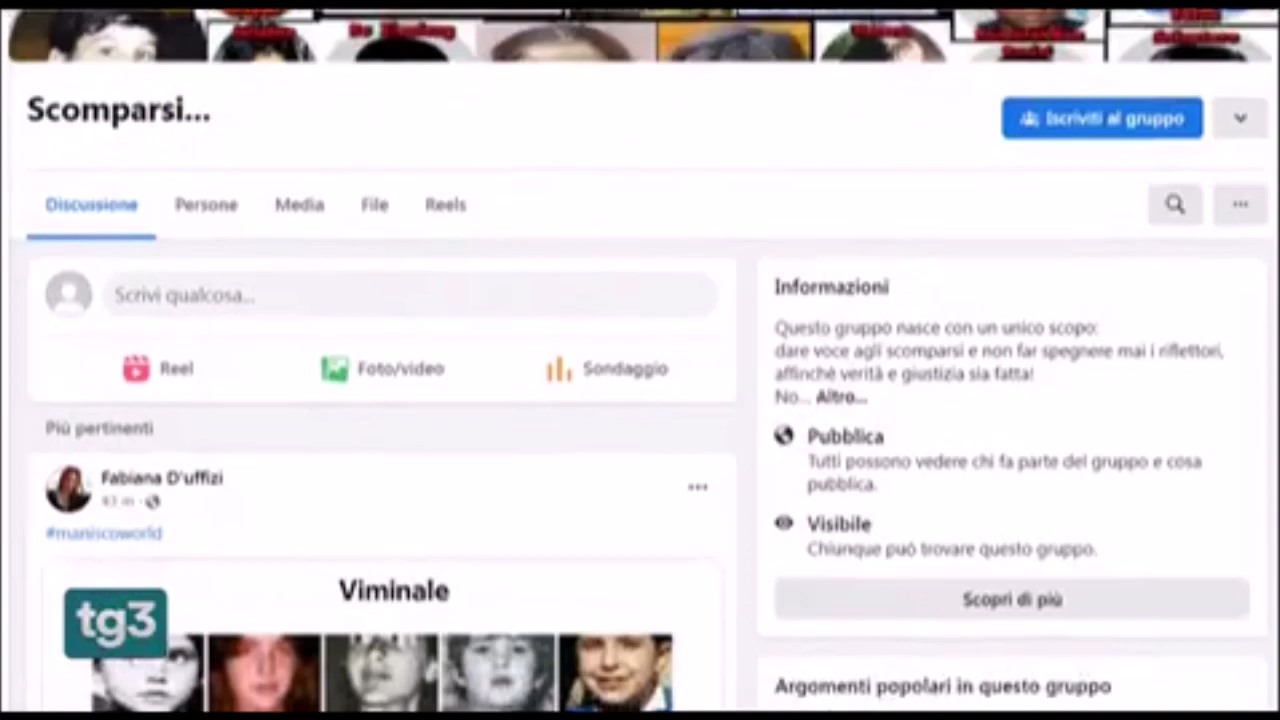 Scomparsi...
Iscriviti al gruppo
Discussione
Persone
Media
File
Reels
Scrivi qualcosa...
Reel
Foto/video
Sondaggio
Più pertinenti
Fabiana D'uffizi
43 m
#maniscoworld
Viminale
tg3
Informazioni
Questo gruppo nasce con un unico scopo:
dare voce agli scomparsi e non far spegnere mai i riflettori,
affinchè verità e giustizia sia fatta!
No... Altro...
Pubblica
Tutti possono vedere chi fa parte del gruppo e cosa
pubblica.
Visibile
Chiunque può trovare questo gruppo.
Scopri di più
Argomenti popolari in questo gruppo